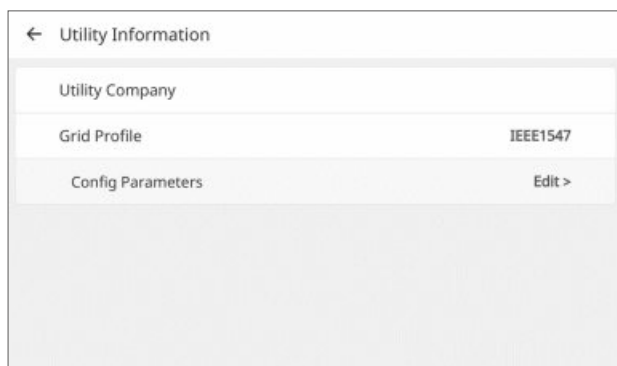 ← Utility Information
Utility Company
Grid Profile IEEE1547
Config Parameters Edit >